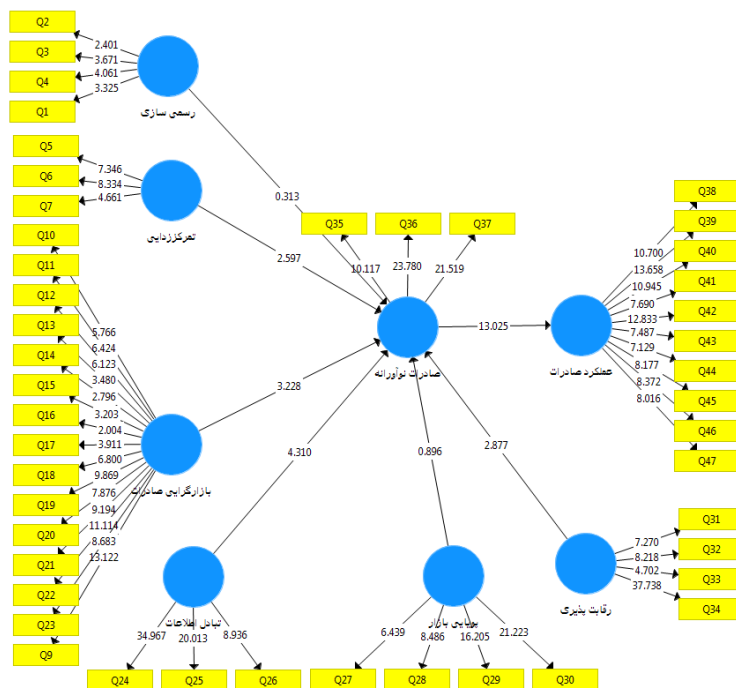 Q2
Q3
Q4
Q1
2.401
3.671
4.061
3.325
رسمی سازی
Q5
Q6
Q7
7.346
8.334
4.661
تمرکززدایی
0.313
2.597
Q35
Q36
Q37
10.117
23.780
21.519
صادرات نوآورانه
13.025
Q38
Q39
Q40
Q41
Q42
Q43
Q44
Q45
Q46
Q47
10.700
13.658
10.945
7.690
12.833
7.487
7.129
8.177
8.372
8.016
عملکرد صادرات
Q10
Q11
Q12
Q13
Q14
Q15
Q16
Q17
Q18
Q19
Q20
Q21
Q22
Q23
Q9
5.766
6.424
6.123
3.480
2.796
3.203
2.004
3.911
6.800
9.869
7.876
9.194
11.114
8.683
13.122
بازارگرایی صادرات
3.228
4.310
0.896
2.877
تبادل اطلاعات
34.967
20.013
8.936
Q24
Q25
Q26
پویایی بازار
6.439
8.486
16.205
21.223
Q27
Q28
Q29
Q30
رقابت پذیری
7.270
8.218
4.702
37.738
Q31
Q32
Q33
Q34